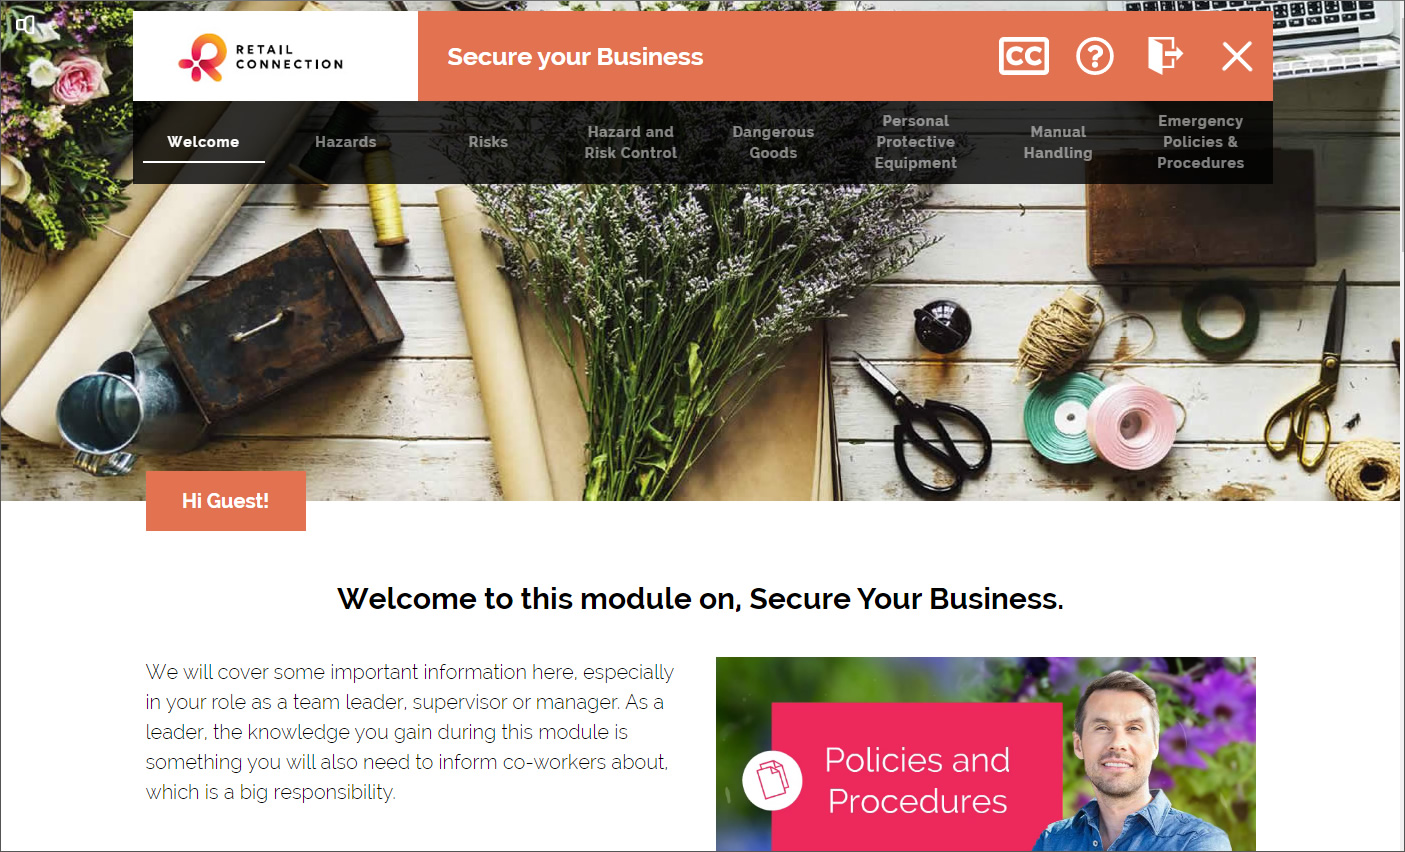 RETAIL
CONNECTION
Secure your Business
CC
?
Welcome
Hazards
Risks
Hazard and
Risk Control
Dangerous
Goods
Personal
Protective
Equipment
Manual
Handling
Emergency
Policies &
Procedures
Hi Guest!
Welcome to this module on, Secure Your Business.
We will cover some important information here, especially
in your role as a team leader, supervisor or manager. As a
leader, the knowledge you gain during this module is
something you will also need to inform co-workers about,
which is a big responsibility.
Policies and
Procedures